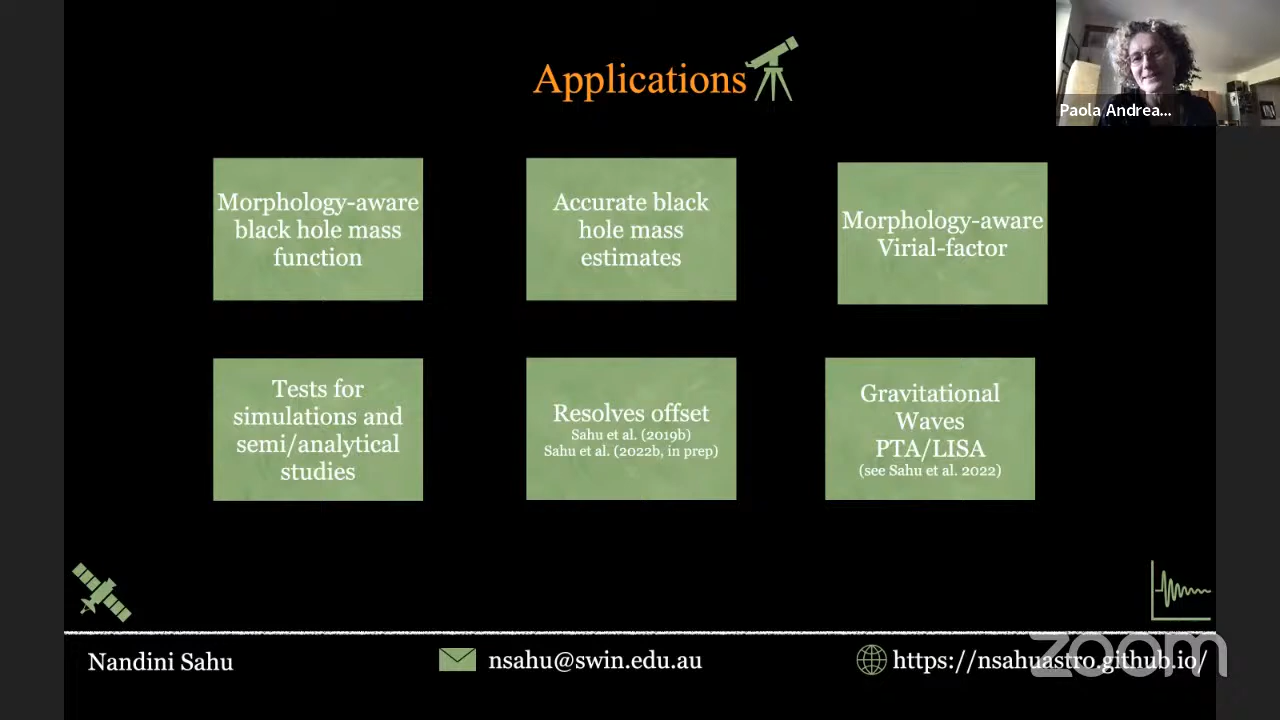 Applications
Paola Andrea...
Morphology-aware
black hole mass
function
Accurate black
hole mass
estimates
Morphology-aware
Virial-factor
Tests for
simulations and
semi/analytical
studies
Resolves offset
Sahu et al. (2019b)
Sahu et al. (2022b, in prep)
Gravitational
Waves
PTA/LISA
(see Sahu et al. 2022)
Nandini Sahu
nsahu@swin.edu.au
https://nsahuastro.github.io/
zoom